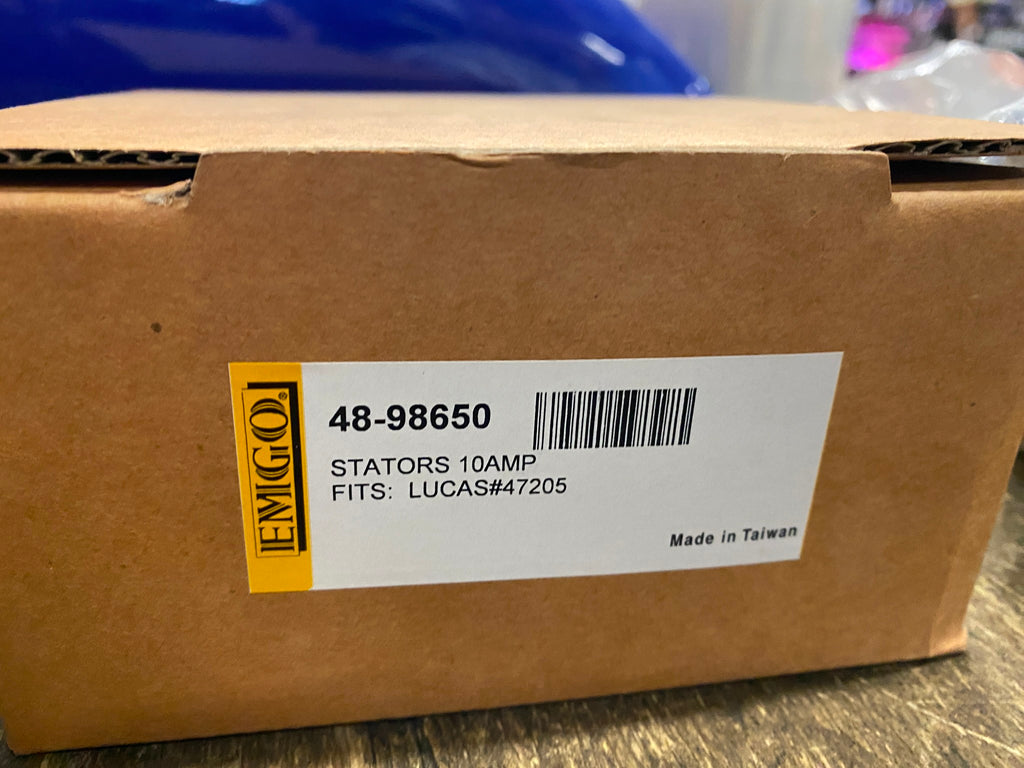 EMGO®
48-98650
STATORS 10AMP
FITS: LUCAS#47205
Made in Taiwan